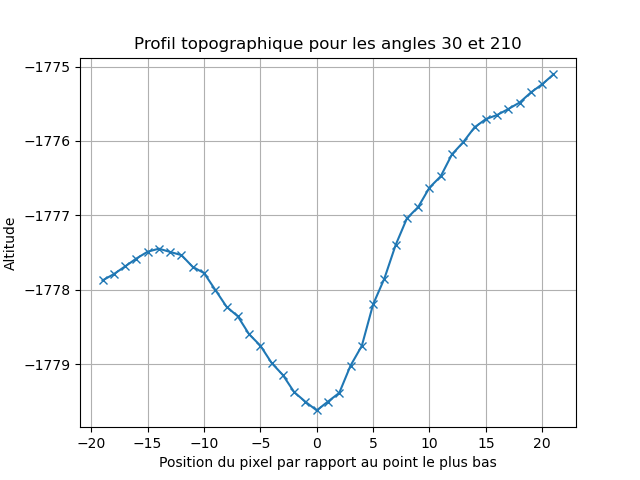 Profil topographique pour les angles 30 et 210
−1775
−1776
−1777
−1778
−1779
Altitude
−20 −15 −10 −5 0 5 10 15 20
Position du pixel par rapport au point le plus bas